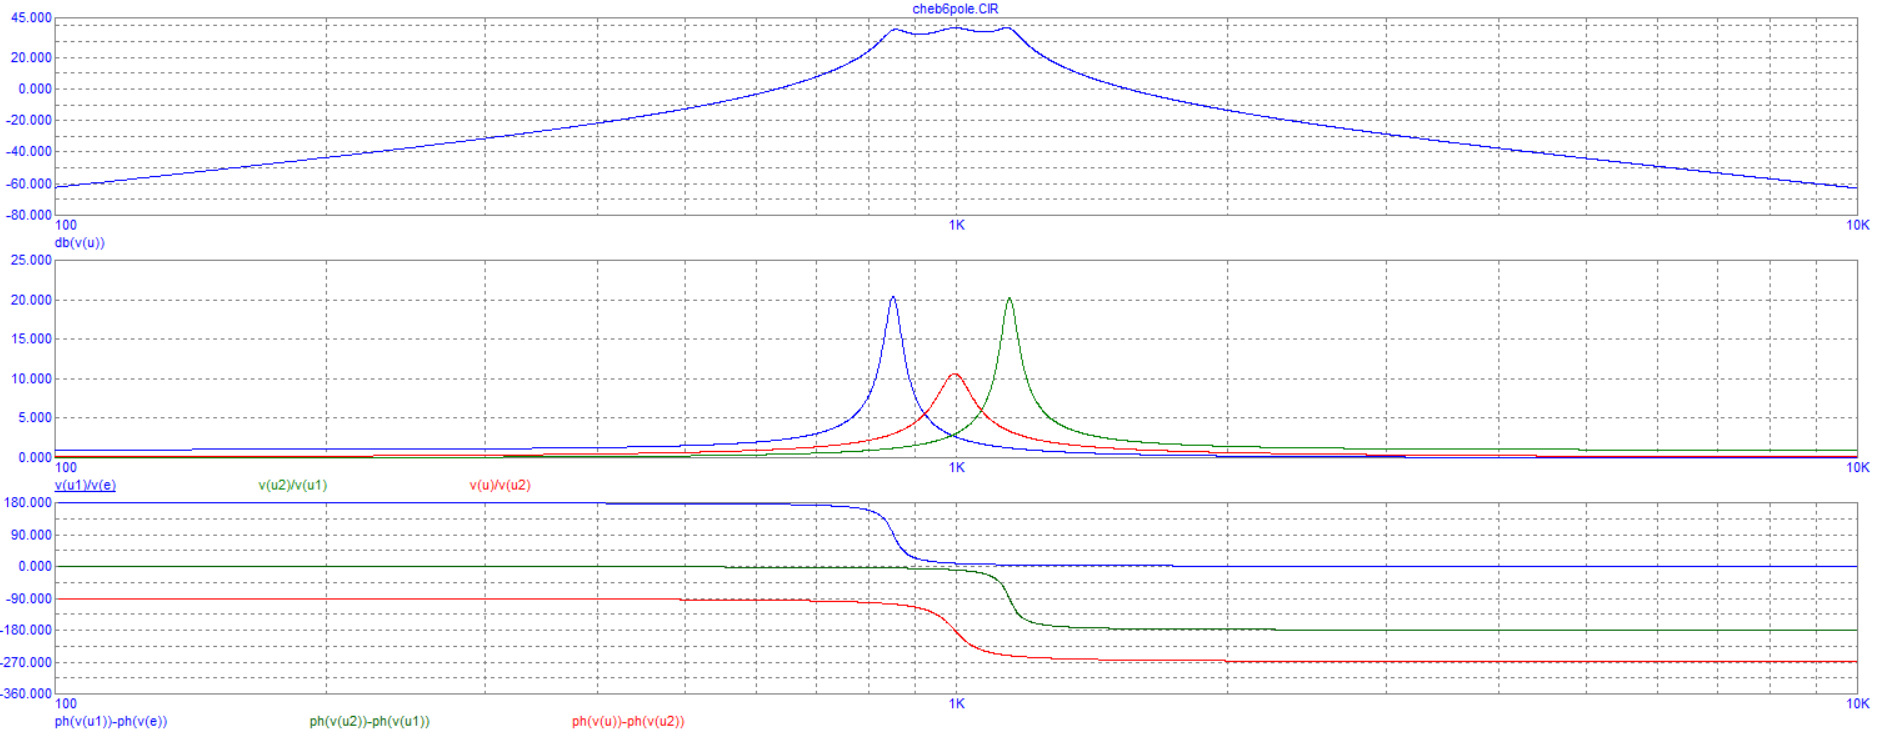 cheb6pole.CIR
45.000
20.000
0.000
-20.000
-40.000
-60.000
-80.000
100 1K 10K
db(v(u))
25.000
20.000
15.000
10.000
5.000
0.000
100 1K 10K
v(u1)/v(e) v(u2)/v(u1) v(u)/v(u2)
180.000
90.000
0.000
-90.000
-180.000
-270.000
-360.000
100 1K 10K
ph(v(u1))-ph(v(e)) ph(v(u2))-ph(v(u1)) ph(v(u))-ph(v(u2))